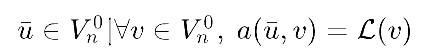 ū ∈ V_n^0 | ∀v ∈ V_n^0, a(ū, v) = ℒ(v)